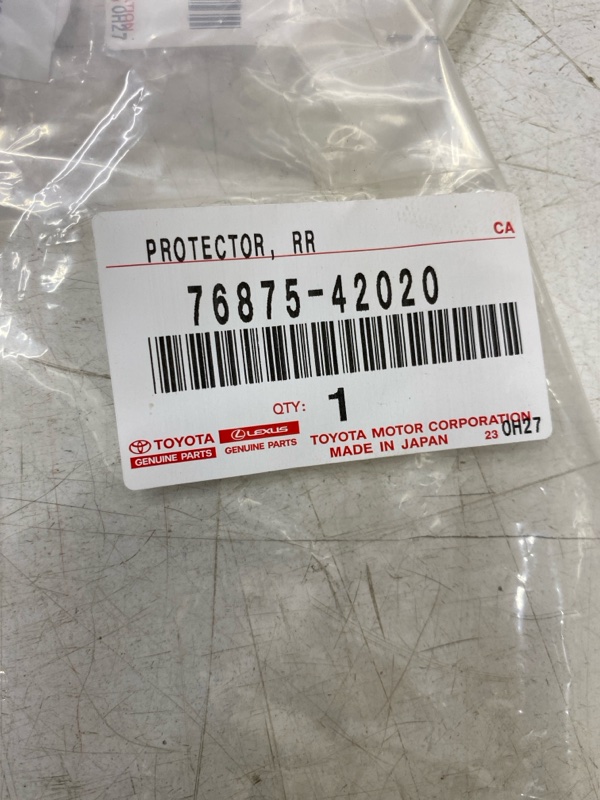 0H27
PROTECTOR, RR
CA
76875-42020
QTY: 1
TOYOTA
GENUINE PARTS
LEXUS
GENUINE PARTS
TOYOTA MOTOR CORPORATION
MADE IN JAPAN
23 0H27